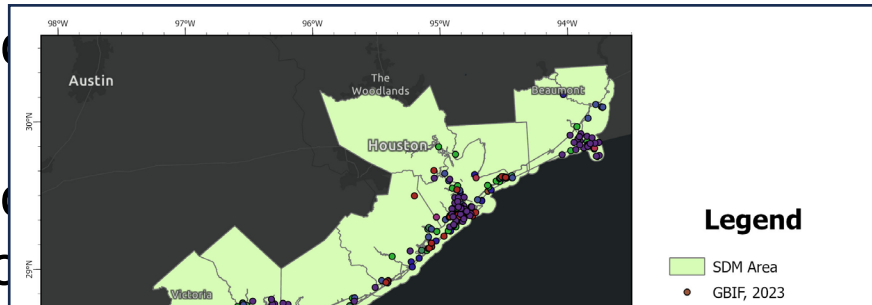 98°W 97°W 96°W 95°W 94°W
Austin
The
Woodlands
Beaumont
30°N
Houston
Legend
SDM Area
29°N
GBIF, 2023
Victoria